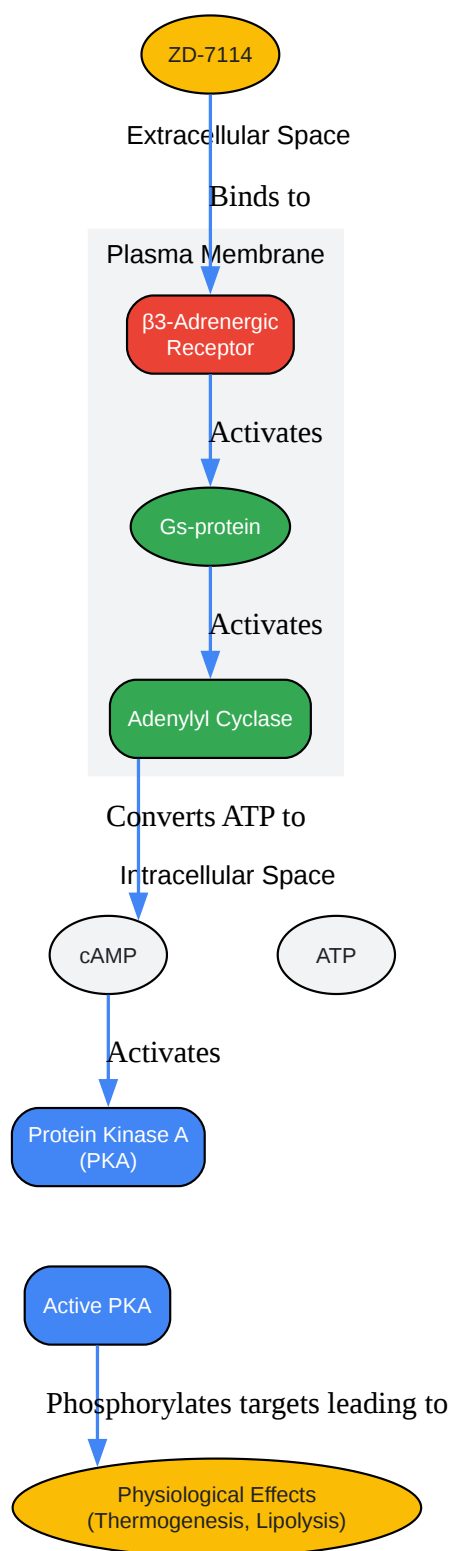 ZD-7114
Extracellular Space
Binds to
Plasma Membrane
β3-Adrenergic
Receptor
Activates
Gs-protein
Activates
Adenylyl Cyclase
Converts ATP to
Intracellular Space
cAMP
ATP
Activates
Protein Kinase A
(PKA)
Active PKA
Phosphorylates targets leading to
Physiological Effects
(Thermogenesis, Lipolysis)